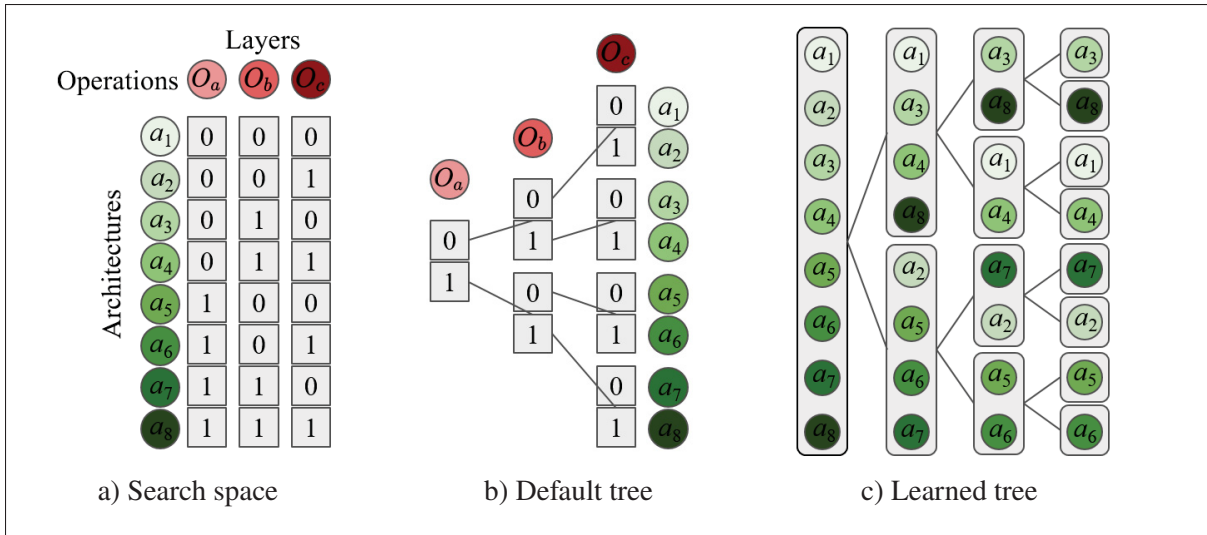 Layers
Operations O_a O_b O_c
Architectures
a_1 0 0 0
a_2 0 0 1
a_3 0 1 0
a_4 0 1 1
a_5 1 0 0
a_6 1 0 1
a_7 1 1 0
a_8 1 1 1
a) Search space
O_a
0
1
O_b
0
1
0
1
O_c
0 a_1
1 a_2
0 a_3
1 a_4
0 a_5
1 a_6
0 a_7
1 a_8
b) Default tree
a_1 a_1 a_3 a_3
a_2 a_3 a_8 a_8
a_3 a_4 a_1 a_1
a_4 a_8 a_4 a_4
a_5 a_2 a_7 a_7
a_6 a_5 a_2 a_2
a_7 a_6 a_5 a_5
a_8 a_7 a_6 a_6
c) Learned tree